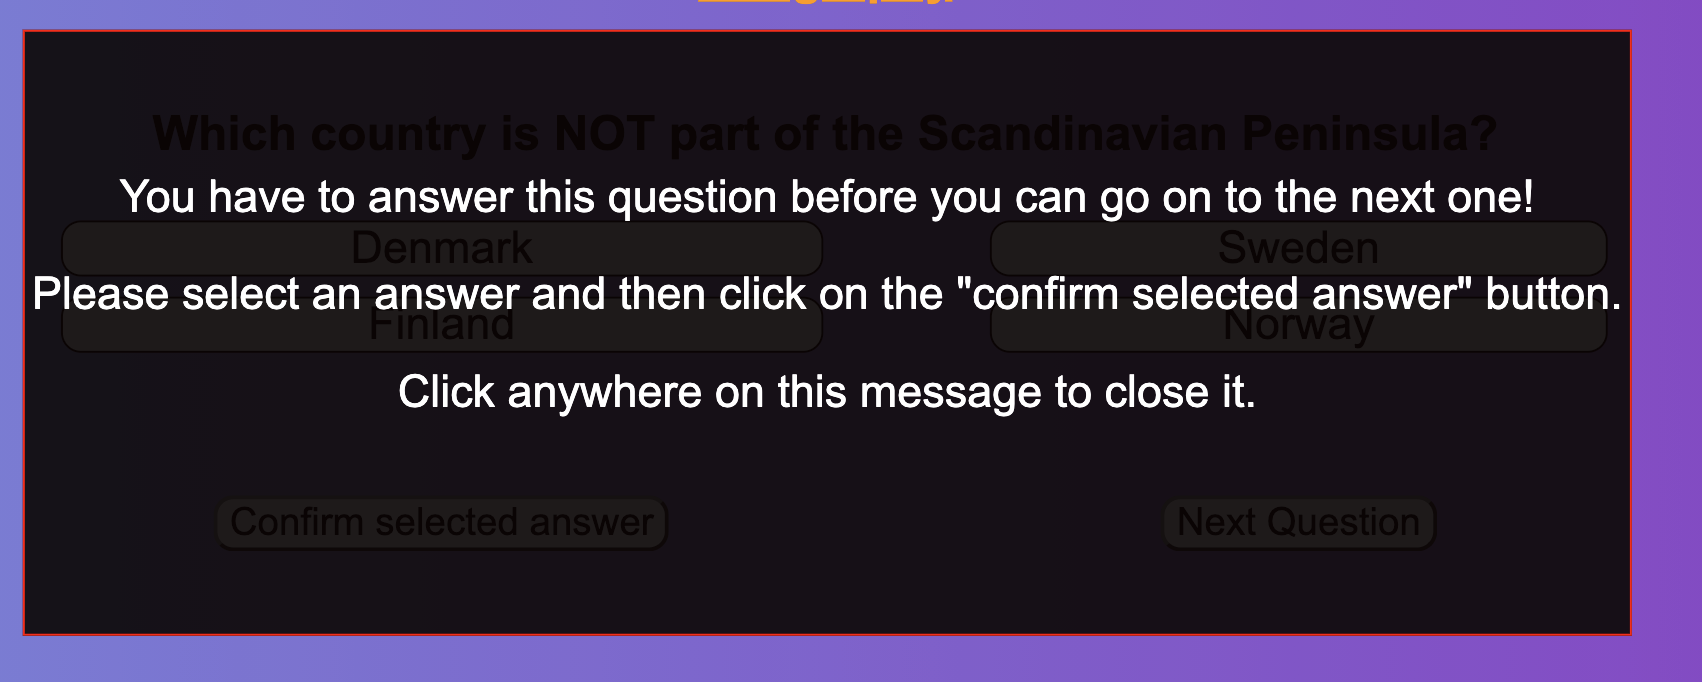 Which country is NOT part of the Scandinavian Peninsula?
You have to answer this question before you can go on to the next one!
Denmark
Sweden
Please select an answer and then click on the "confirm selected answer" button.
Finland
Norway
Click anywhere on this message to close it.
Confirm selected answer
Next Question